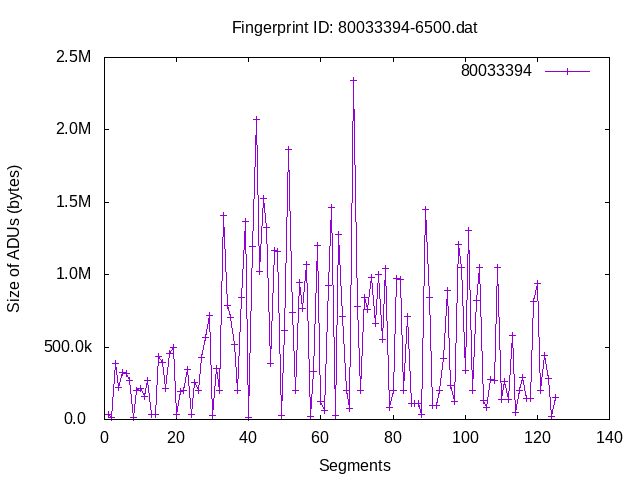 Fingerprint ID: 80033394-6500.dat
80033394
Size of ADUs (bytes)
2.5M
2.0M
1.5M
1.0M
500.0k
0.0
0 20 40 60 80 100 120 140
Segments